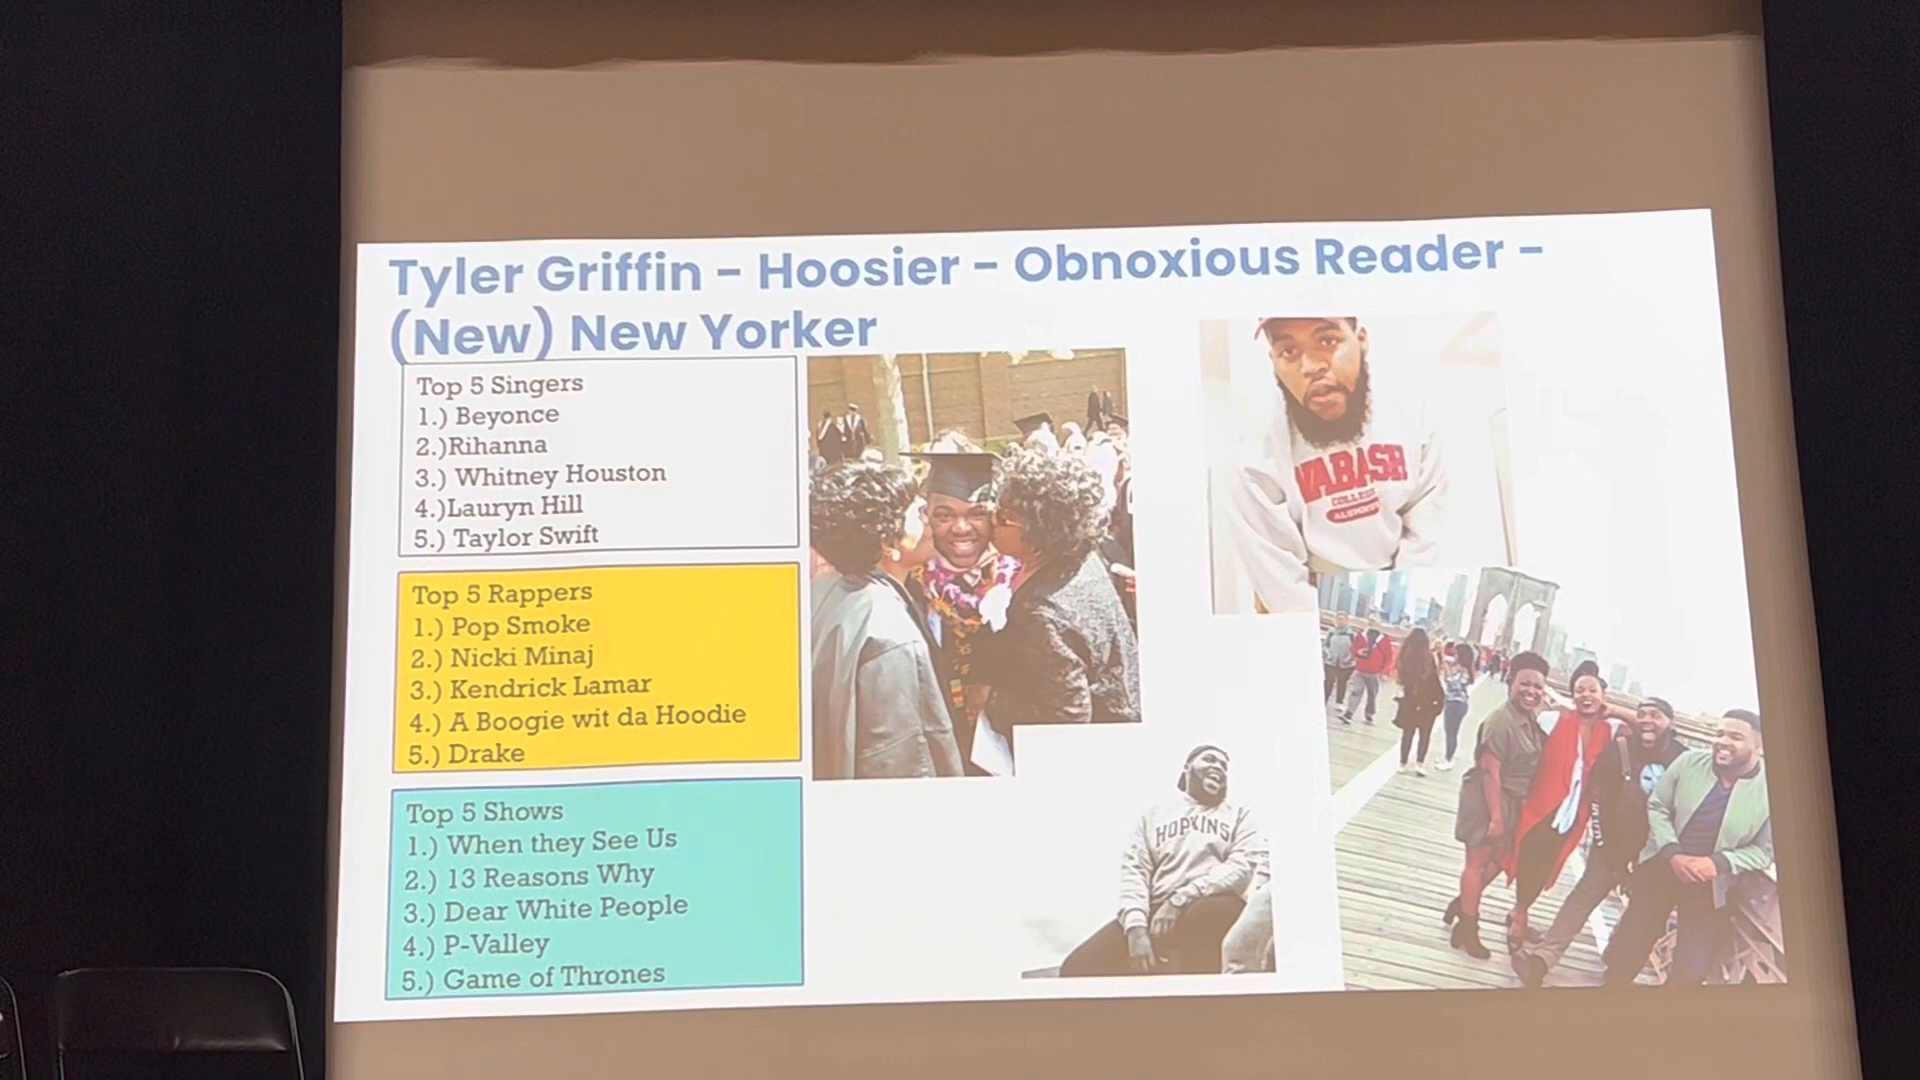 Tyler Griffin - Hoosier - Obnoxious Reader -
(New) New Yorker
Top 5 Singers
1.) Beyonce
2.)Rihanna
3.) Whitney Houston
4.)Lauryn Hill
5.) Taylor Swift
Top 5 Rappers
1.) Pop Smoke
2.) Nicki Minaj
3.) Kendrick Lamar
4.) A Boogie wit da Hoodie
5.) Drake
Top 5 Shows
1.) When they See Us
2.) 13 Reasons Why
3.) Dear White People
4.) P-Valley
5.) Game of Thrones
WABASH
COLLEGE
ALUMNUS
HOPKINS